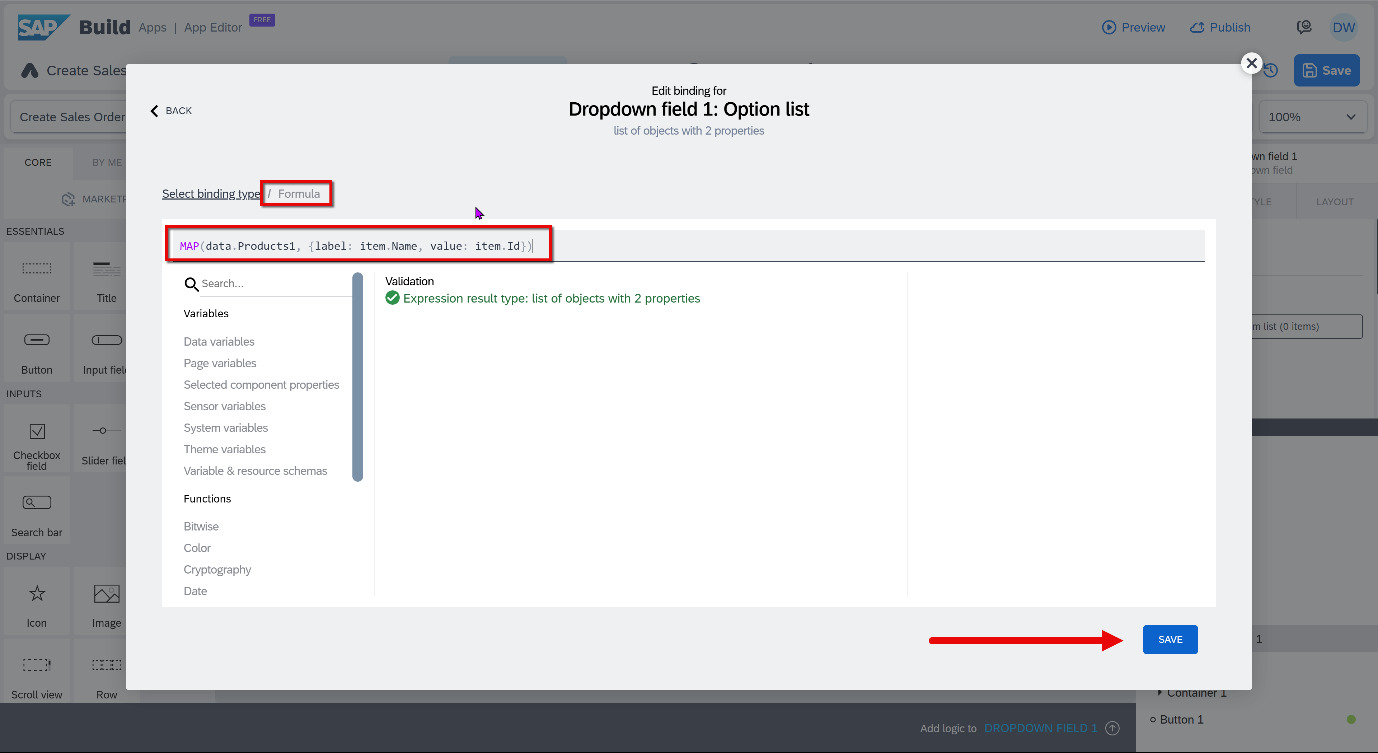 SAP Build Apps | App Editor FREE
Preview
Publish
DW
Create Sales
Save
Create Sales Order
100%
Edit binding for
BACK
Dropdown field 1: Option list
list of objects with 2 properties
CORE
BY ME
MARKETP
wn field 1
own field
YLE
LAYOUT
Select binding type / Formula
MAP(data.Products1, {label: item.Name, value: item.Id})
ESSENTIALS
Container
Title
Button
Input field
INPUTS
Checkbox
field
Slider fiel
Search bar
DISPLAY
Icon
Image
Scroll view
Row
Search...
Variables
Data variables
Page variables
Selected component properties
Sensor variables
System variables
Theme variables
Variable & resource schemas
Functions
Bitwise
Color
Cryptography
Date
Validation
Expression result type: list of objects with 2 properties
m list (0 items)
SAVE
1
Container 1
Button 1
Add logic to DROPDOWN FIELD 1